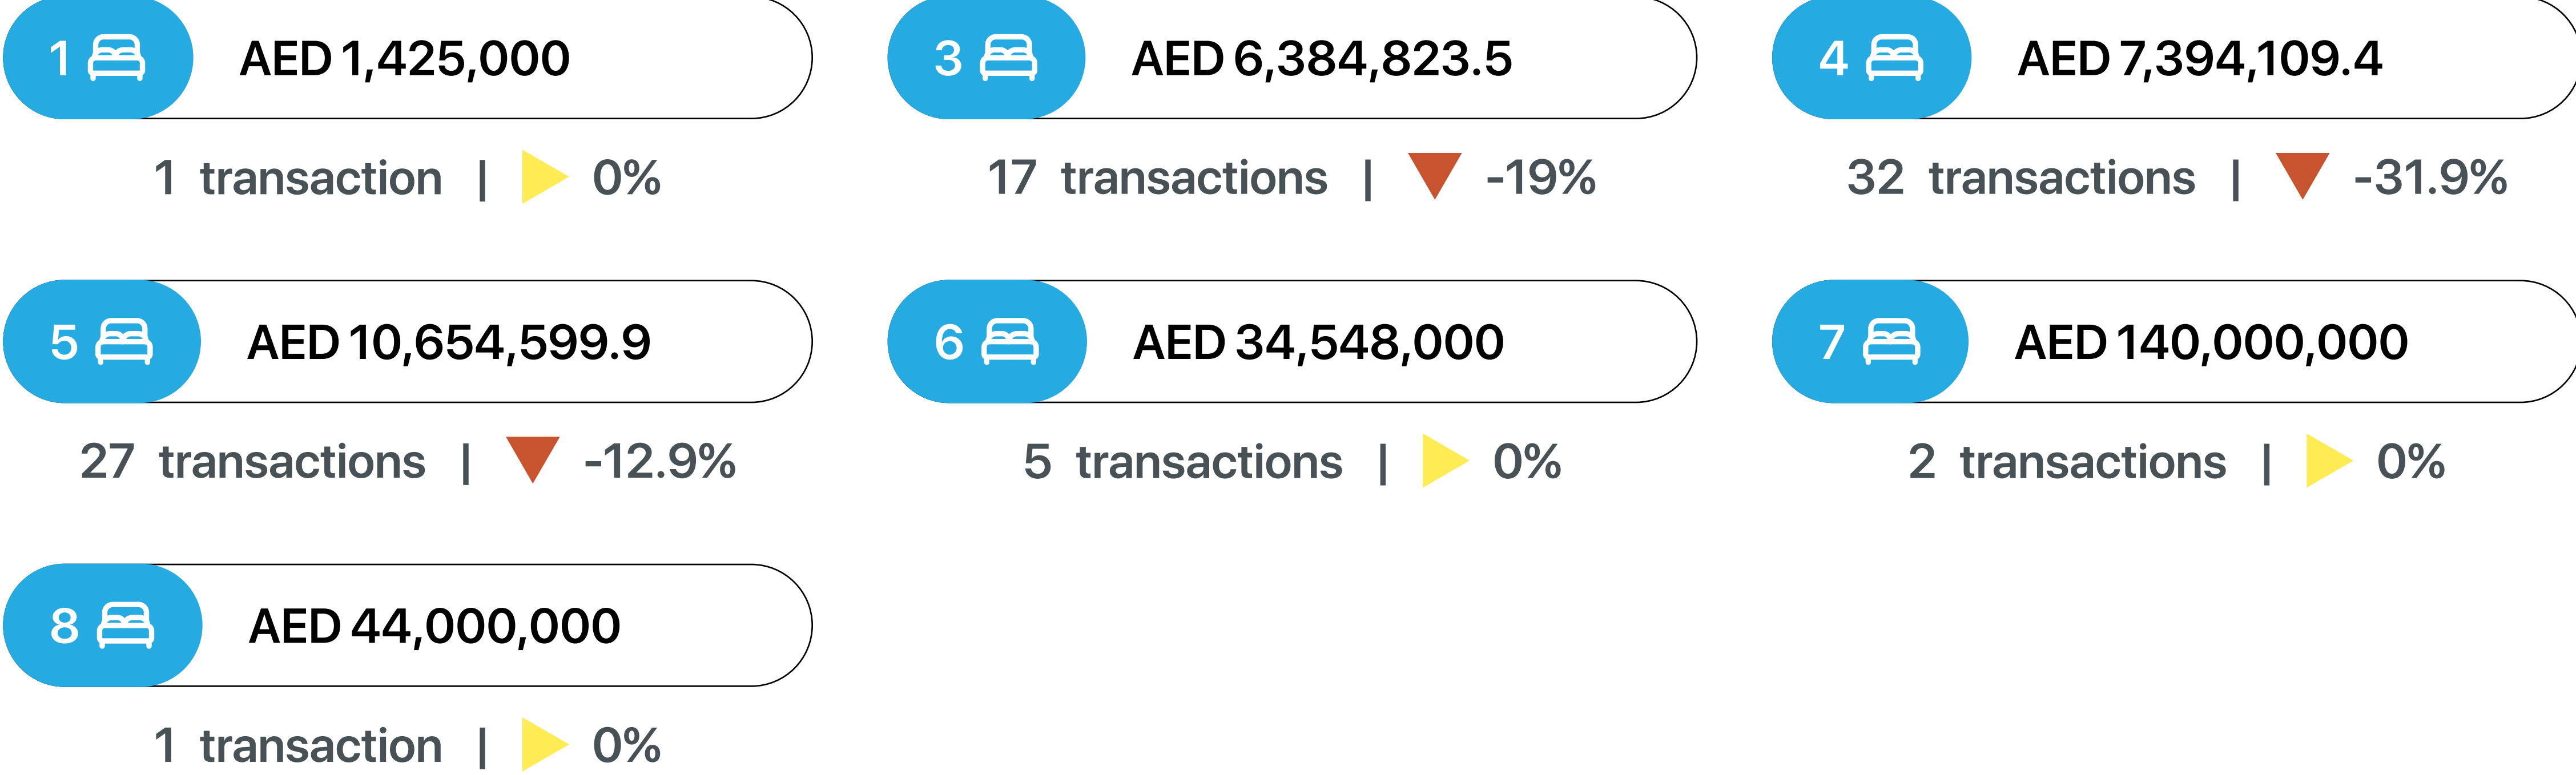 1 AED 1,425,000
1 transaction | 0%
3 AED 6,384,823.5
17 transactions | -19%
4 AED 7,394,109.4
32 transactions | -31.9%
5 AED 10,654,599.9
27 transactions | -12.9%
6 AED 34,548,000
5 transactions | 0%
7 AED 140,000,000
2 transactions | 0%
8 AED 44,000,000
1 transaction | 0%